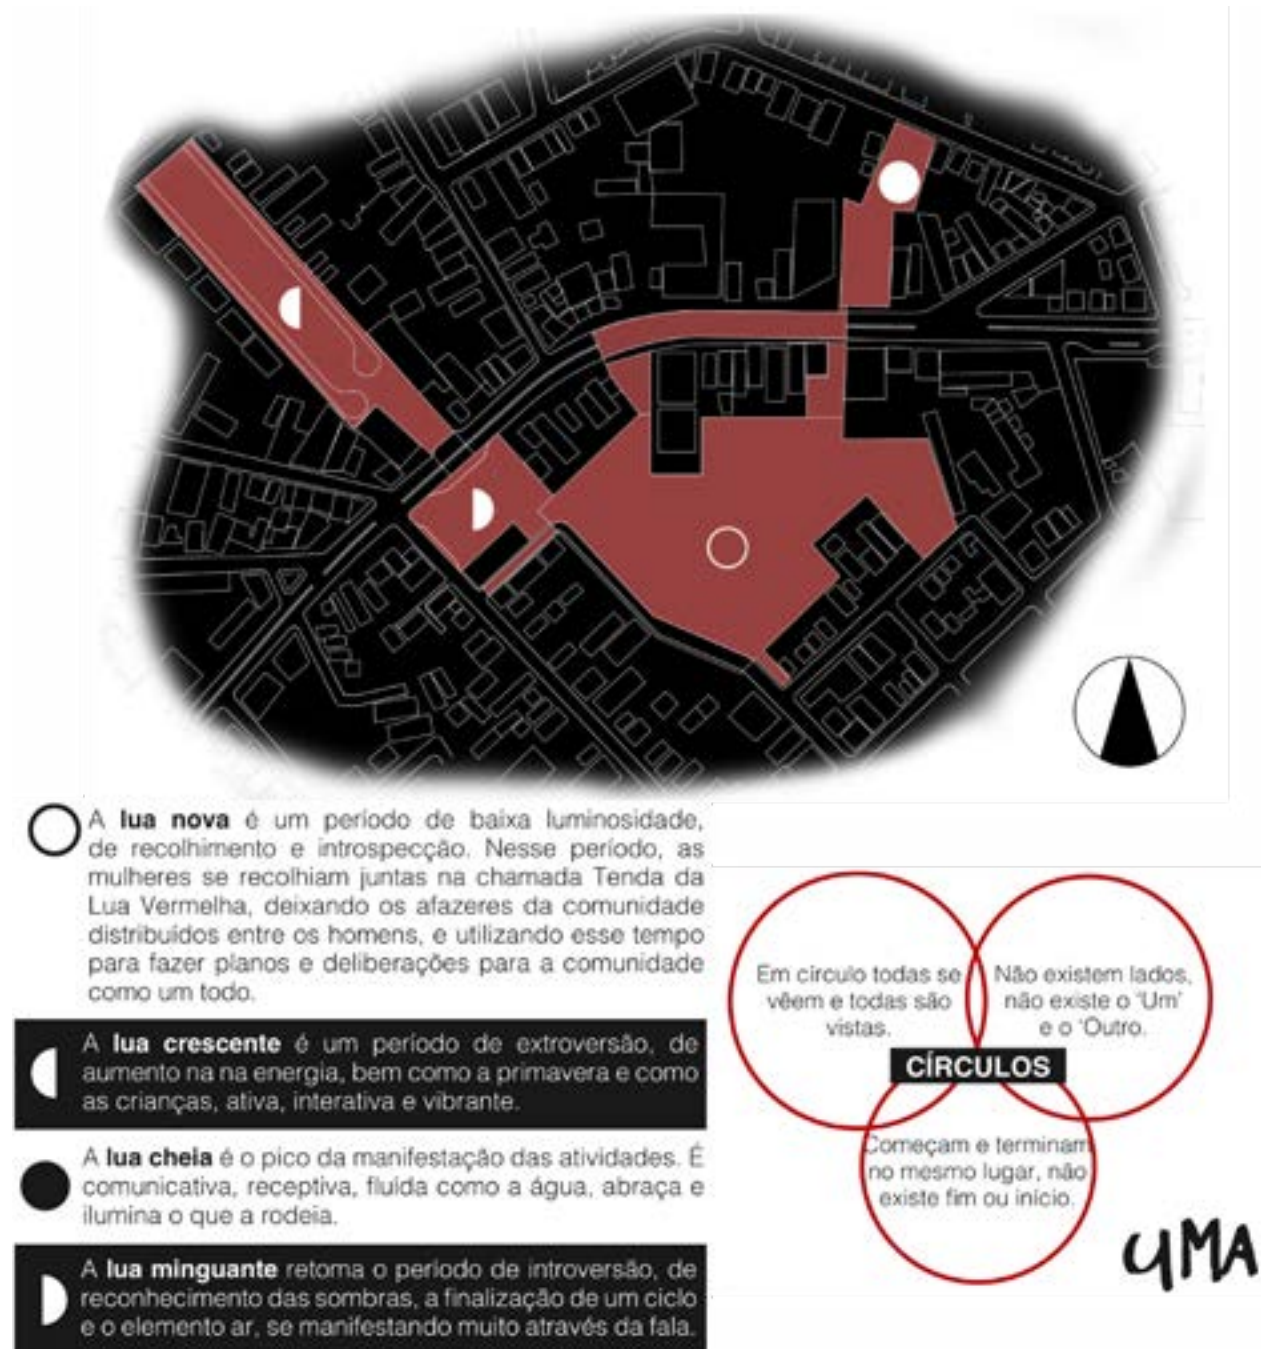 A lua nova é um período de baixa luminosidade,
de recolhimento e introspecção. Nesse período, as
mulheres se recolhiam juntas na chamada Tenda da
Lua Vermelha, deixando os afazeres da comunidade
distribuídos entre os homens, e utilizando esse tempo
para fazer planos e deliberações para a comunidade
como um todo.
A lua crescente é um período de extroversão, de
aumento na na energia, bem como a primavera e como
as crianças, ativa, interativa e vibrante.
A lua cheia é o pico da manifestação das atividades. É
comunicativa, receptiva, fluída como a água, abraça e
ilumina o que a rodeia.
A lua minguante retoma o período de introversão, de
reconhecimento das sombras, a finalização de um ciclo
e o elemento ar, se manifestando muito através da fala.
Em círculo todas se
vêem e todas são
vistas.
Não existem lados,
não existe o 'Um'
e o 'Outro.
CÍRCULOS
Começam e terminam
no mesmo lugar, não
existe fim ou início.
UMA